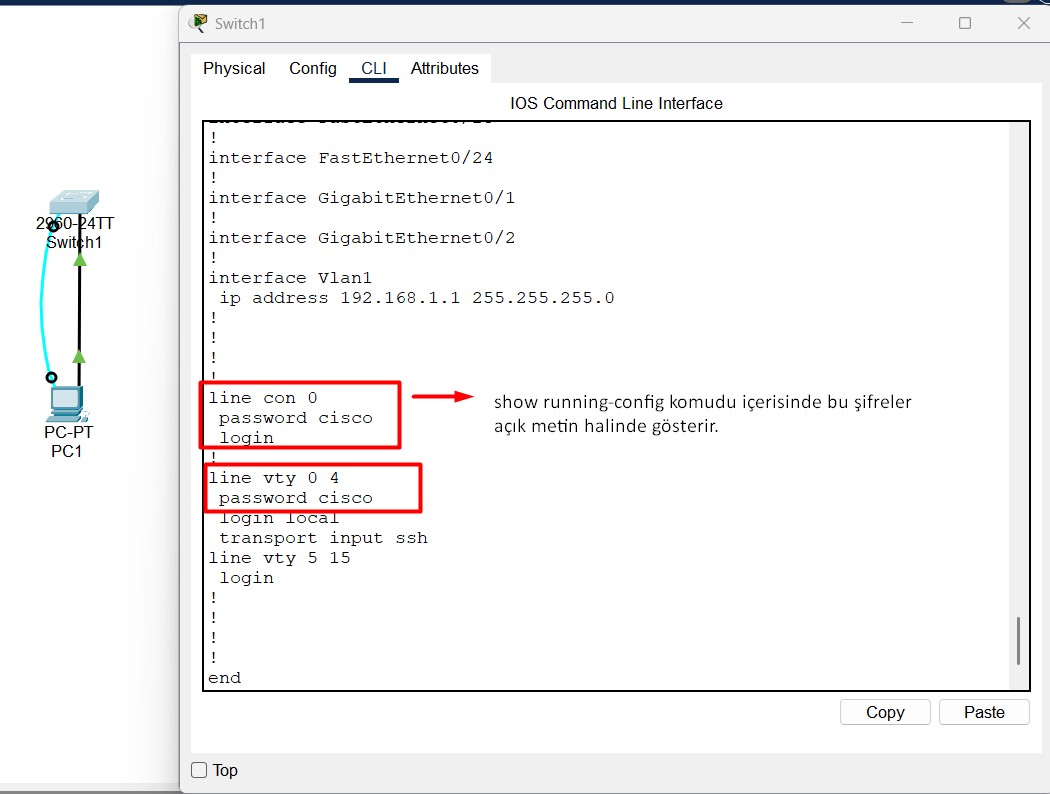 Switch1
Physical Config CLI Attributes
IOS Command Line Interface
!
interface FastEthernet0/24
!
interface GigabitEthernet0/1
!
interface GigabitEthernet0/2
!
interface Vlan1
ip address 192.168.1.1 255.255.255.0
!
!
!
!
line con 0
password cisco
login
!
line vty 0 4
password cisco
login local
transport input ssh
line vty 5 15
login
!
!
!
!
end
show running-config komudu içerisinde bu şifreler
açık metin halinde gösterir.
Copy Paste
Top
2960-24TT
Switch1
PC-PT
PC1